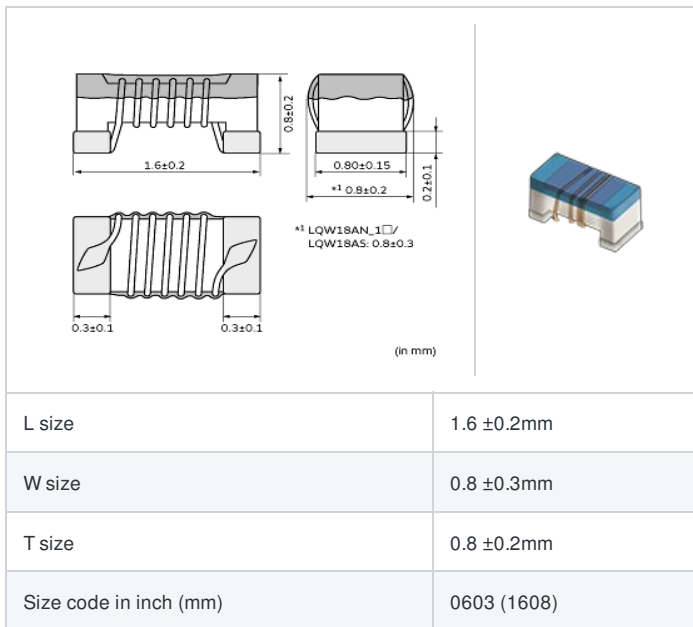 0.8±0.2
1.6±0.2
0.80±0.15
*1 0.8±0.2
0.2±0.1
*1 LQW18AN_1□/
LQW18AS: 0.8±0.3
0.3±0.1
0.3±0.1
(in mm)
L size 1.6 ±0.2mm
W size 0.8 ±0.3mm
T size 0.8 ±0.2mm
Size code in inch (mm) 0603 (1608)